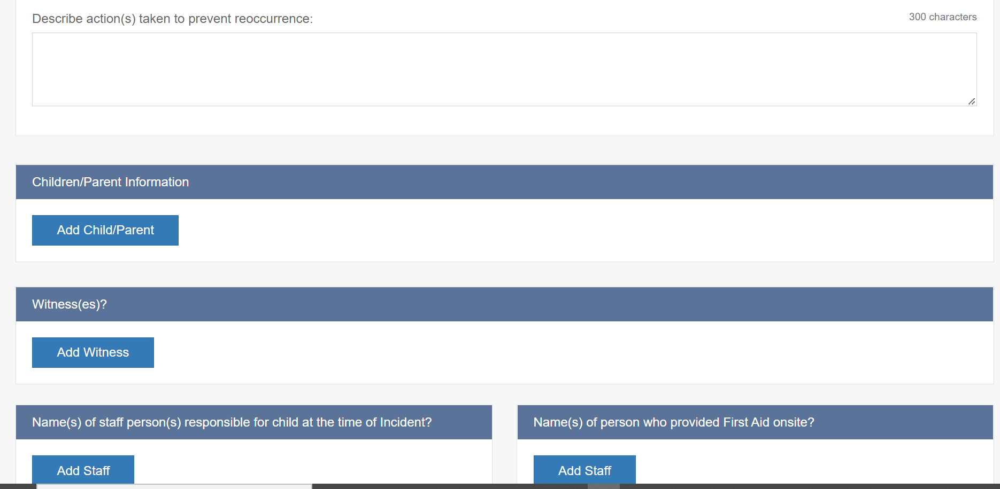 Describe action(s) taken to prevent reoccurrence:
300 characters
Children/Parent Information
Add Child/Parent
Witness(es)?
Add Witness
Name(s) of staff person(s) responsible for child at the time of Incident?
Add Staff
Name(s) of person who provided First Aid onsite?
Add Staff